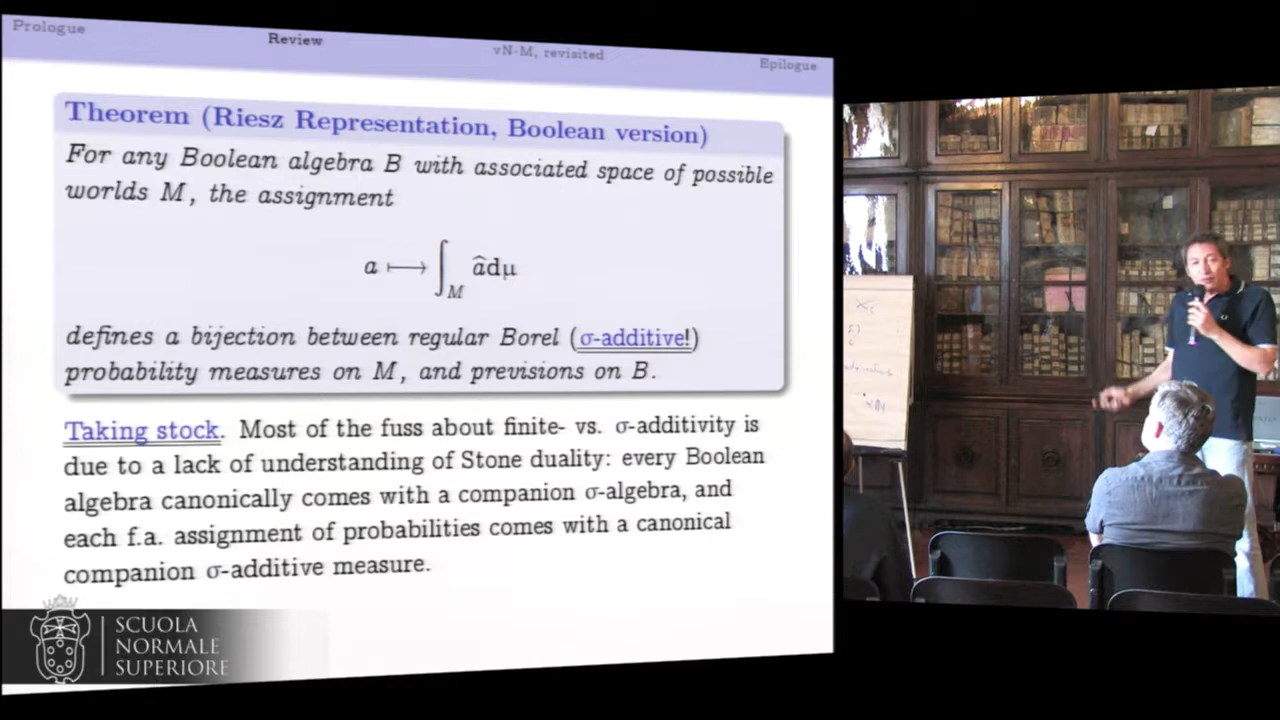 Prologue
Review
vN-M, revisited
Epilogue
Theorem (Riesz Representation, Boolean version)
For any Boolean algebra B with associated space of possible
worlds M, the assignment
a ⟼ ∫_M â dμ
defines a bijection between regular Borel (σ-additive!)
probability measures on M, and previsions on B.
Taking stock. Most of the fuss about finite- vs. σ-additivity is
due to a lack of understanding of Stone duality: every Boolean
algebra canonically comes with a companion σ-algebra, and
each f.a. assignment of probabilities comes with a canonical
companion σ-additive measure.
SCUOLA
NORMALE
SUPERIORE